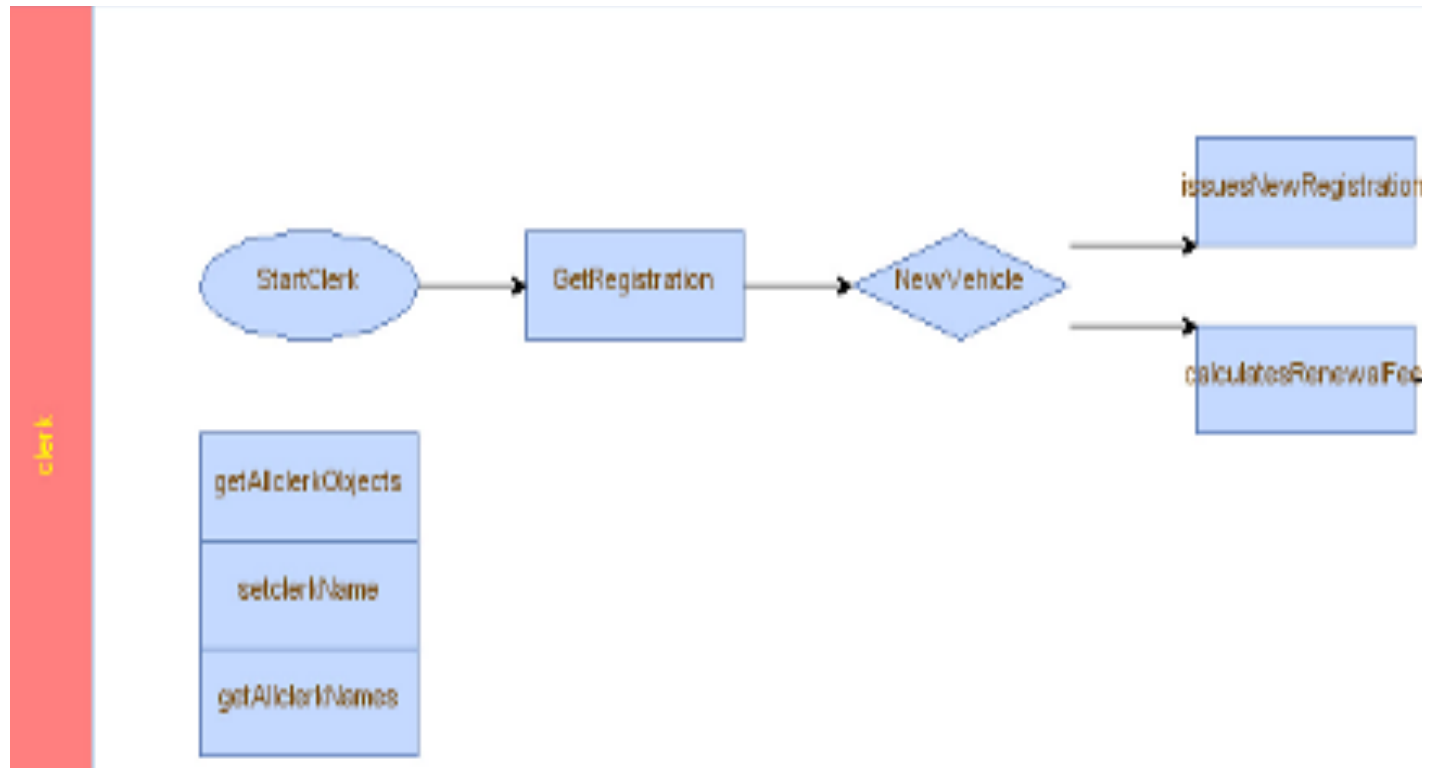 clerk
StartClerk
GetRegistration
NewVehicle
issuesNewRegistration
calculatesRenewalFee
getAllclerkObjects
setclerkName
getAllclerkNames